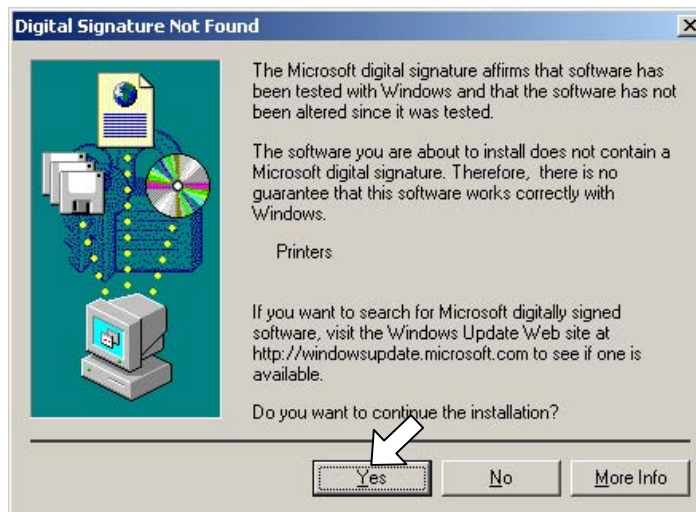 Digital Signature Not Found
The Microsoft digital signature affirms that software has
been tested with Windows and that the software has not
been altered since it was tested.
The software you are about to install does not contain a
Microsoft digital signature. Therefore,  there is no
guarantee that this software works correctly with
Windows.
Printers
If you want to search for Microsoft digitally signed
software, visit the Windows Update Web site at
http://windowsupdate.microsoft.com to see if one is
available.
Do you want to continue the installation?
Yes No More Info